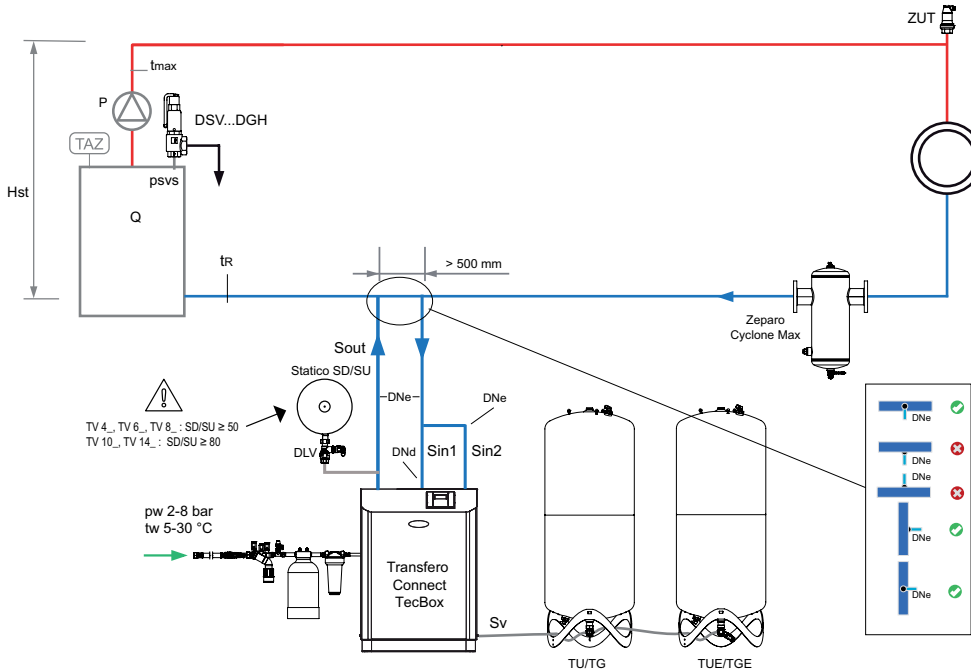 ZUT
tmax
P
DSV...DGH
TAZ
psvs
Hst
Q
tR
> 500 mm
Zeparo
Cyclone Max
Sout
Statico SD/SU
DNe
DNe
TV 4_, TV 6_, TV 8_ : SD/SU ≥ 50
TV 10_, TV 14_ : SD/SU ≥ 80
DLV
DNd
Sin1
Sin2
pw 2-8 bar
tw 5-30 °C
Transfero
Connect
TecBox
Sv
TU/TG
TUE/TGE
DNe
DNe
DNe
DNe
DNe